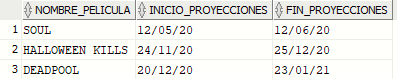 NOMBRE_PELICULA INICIO_PROYECCIONES FIN_PROYECCIONES
1 SOUL 12/05/20 12/06/20
2 HALLOWEEN KILLS 24/11/20 25/12/20
3 DEADPOOL 20/12/20 23/01/21